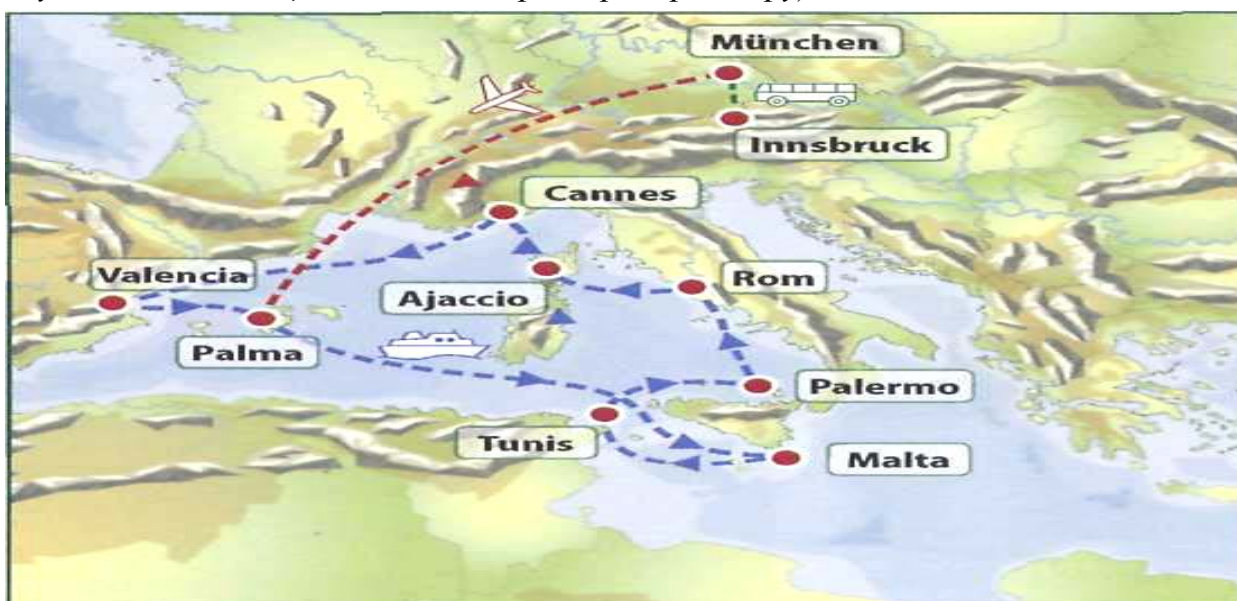 München
Innsbruck
Cannes
Valencia
Ajaccio
Rom
Palma
Palermo
Tunis
Malta